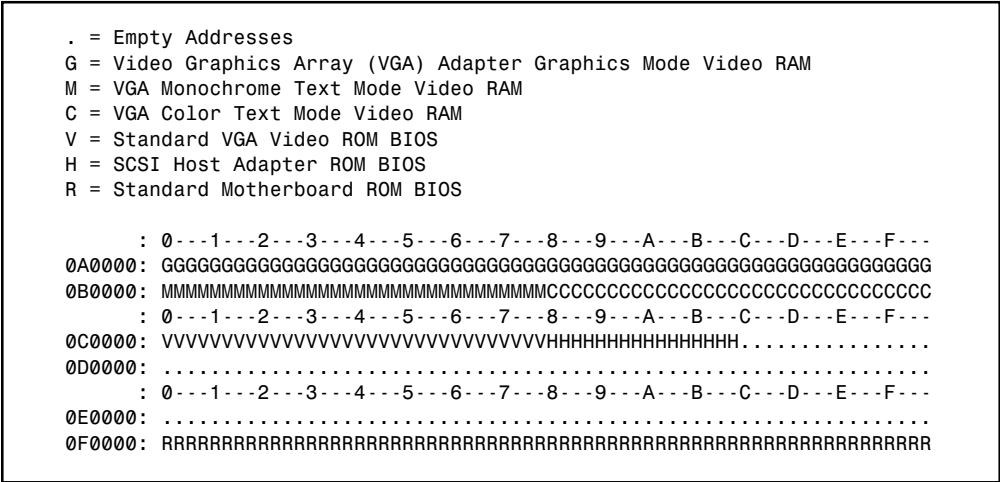 . = Empty Addresses
G = Video Graphics Array (VGA) Adapter Graphics Mode Video RAM
M = VGA Monochrome Text Mode Video RAM
C = VGA Color Text Mode Video RAM
V = Standard VGA Video ROM BIOS
H = SCSI Host Adapter ROM BIOS
R = Standard Motherboard ROM BIOS
: 0---1---2---3---4---5---6---7---8---9---A---B---C---D---E---F---
0A0000: GGGGGGGGGGGGGGGGGGGGGGGGGGGGGGGGGGGGGGGGGGGGGGGGGGGGGGGGGGGGGGGG
0B0000: MMMMMMMMMMMMMMMMMMMMMMMMMMMMMMMMCCCCCCCCCCCCCCCCCCCCCCCCCCCCCCCC
: 0---1---2---3---4---5---6---7---8---9---A---B---C---D---E---F---
0C0000: VVVVVVVVVVVVVVVVVVVVVVVVVVVVVVVVHHHHHHHHHHHHHHHH................
0D0000: ................................................................
: 0---1---2---3---4---5---6---7---8---9---A---B---C---D---E---F---
0E0000: ................................................................
0F0000: RRRRRRRRRRRRRRRRRRRRRRRRRRRRRRRRRRRRRRRRRRRRRRRRRRRRRRRRRRRRRRRR